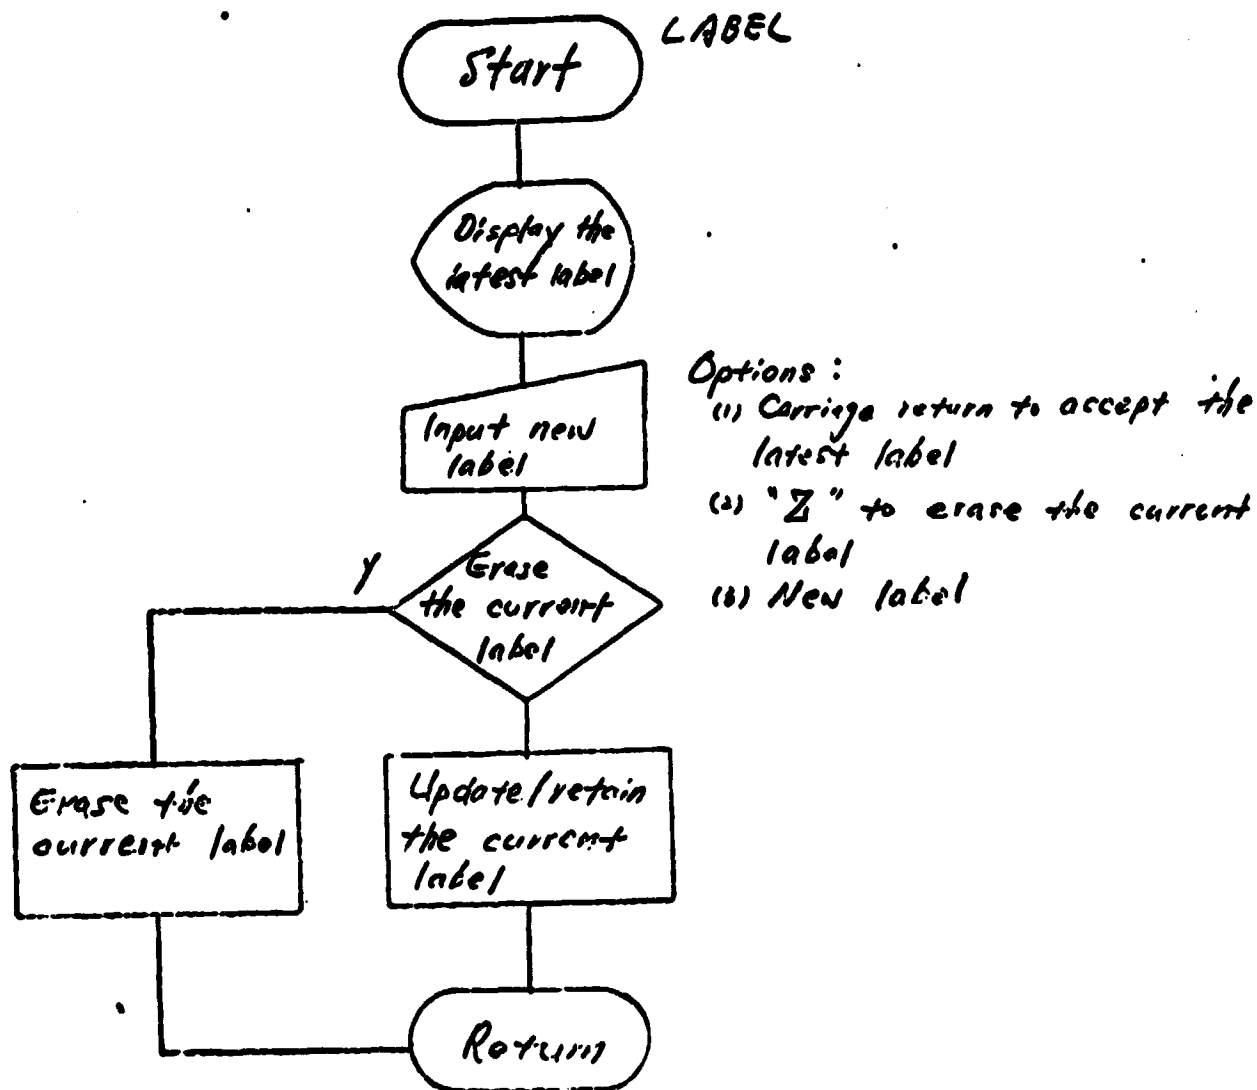 LABEL
Start
Display the
latest label
Input new
label
Options :
(1) Carriage return to accept the
latest label
(2) "Z" to erase the current
label
(3) New label
Y
Erase
the current
label
Erase the
current label
Update/retain
the current
label
Return